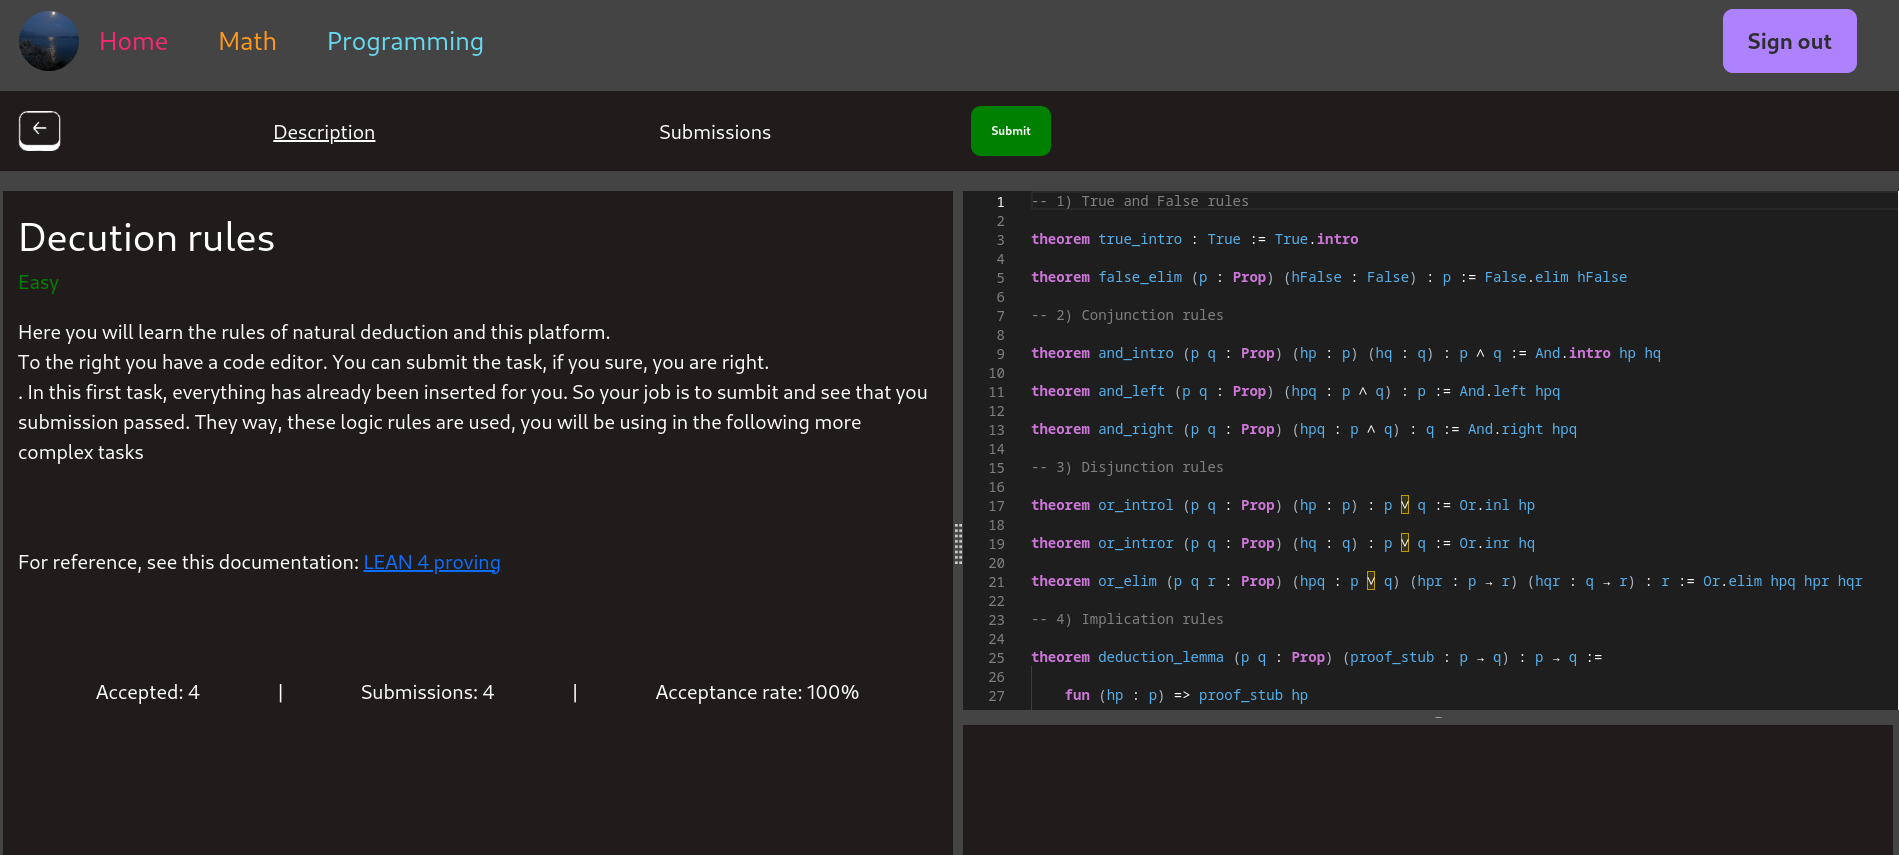 Home Math Programming Sign out
Description Submissions Submit
Decution rules
Easy
Here you will learn the rules of natural deduction and this platform.
To the right you have a code editor. You can submit the task, if you sure, you are right.
. In this first task, everything has already been inserted for you. So your job is to sumbit and see that you
submission passed. They way, these logic rules are used, you will be using in the following more
complex tasks
For reference, see this documentation: LEAN 4 proving
Accepted: 4 | Submissions: 4 | Acceptance rate: 100%
1 -- 1) True and False rules
2
3 theorem true_intro : True := True.intro
4
5 theorem false_elim (p : Prop) (hFalse : False) : p := False.elim hFalse
6
7 -- 2) Conjunction rules
8
9 theorem and_intro (p q : Prop) (hp : p) (hq : q) : p ∧ q := And.intro hp hq
10
11 theorem and_left (p q : Prop) (hpq : p ∧ q) : p := And.left hpq
12
13 theorem and_right (p q : Prop) (hpq : p ∧ q) : q := And.right hpq
14
15 -- 3) Disjunction rules
16
17 theorem or_introl (p q : Prop) (hp : p) : p ∨ q := Or.inl hp
18
19 theorem or_intror (p q : Prop) (hq : q) : p ∨ q := Or.inr hq
20
21 theorem or_elim (p q r : Prop) (hpq : p ∨ q) (hpr : p → r) (hqr : q → r) : r := Or.elim hpq hpr hqr
22
23 -- 4) Implication rules
24
25 theorem deduction_lemma (p q : Prop) (proof_stub : p → q) : p → q :=
26
27 fun (hp : p) => proof_stub hp